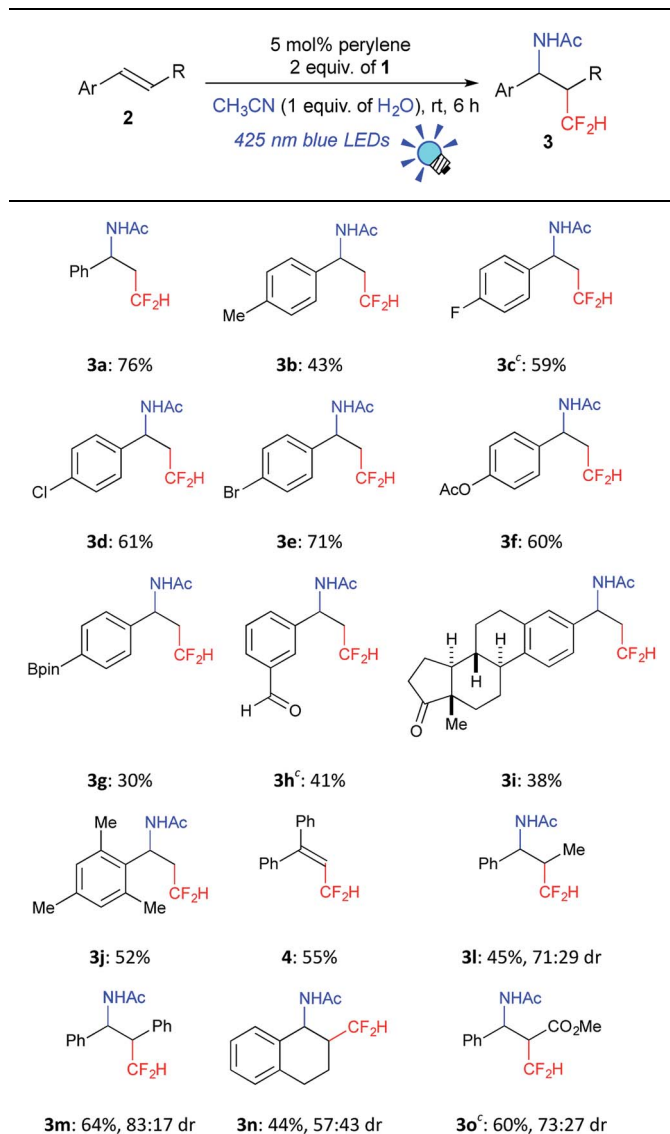 5 mol% perylene
2 equiv. of 1
CH₃CN (1 equiv. of H₂O), rt, 6 h
425 nm blue LEDs
Ar R
2
NHAc
Ar R
CF₂H
3
NHAc
Ph
CF₂H
3a: 76%
NHAc
Me
CF₂H
3b: 43%
NHAc
F
CF₂H
3cᶜ: 59%
NHAc
Cl
CF₂H
3d: 61%
NHAc
Br
CF₂H
3e: 71%
NHAc
AcO
CF₂H
3f: 60%
NHAc
Bpin
CF₂H
3g: 30%
NHAc
CF₂H
H O
3hᶜ: 41%
NHAc
CF₂H
H H
H
O Me
3i: 38%
Me NHAc
Me Me
CF₂H
3j: 52%
Ph
Ph
CF₂H
4: 55%
NHAc
Ph Me
CF₂H
3l: 45%, 71:29 dr
NHAc
Ph Ph
CF₂H
3m: 64%, 83:17 dr
NHAc
CF₂H
3n: 44%, 57:43 dr
NHAc
Ph CO₂Me
CF₂H
3oᶜ: 60%, 73:27 dr